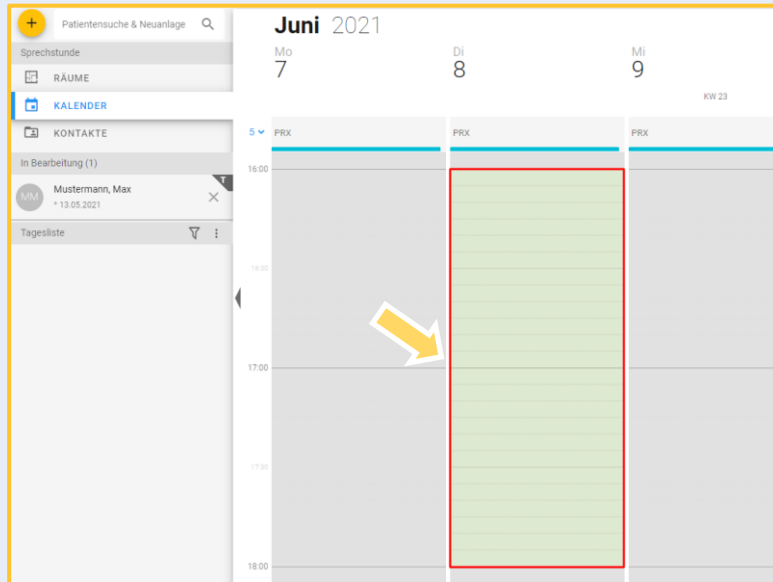 Patientensuche & Neuanlage
Sprechstunde
RÄUME
KALENDER
KONTAKTE
In Bearbeitung (1)
MM
Mustermann, Max
* 13.05.2021
T
Tagesliste
Juni 2021
Mo
7
Di
8
Mi
9
KW 23
5
PRX
PRX
PRX
16:00
16:30
17:00
17:30
18:00